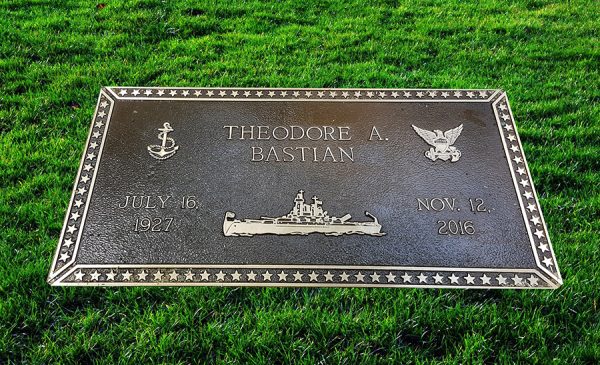 THEODORE A.
BASTIAN
JULY 16,
1927
NOV. 12,
2016